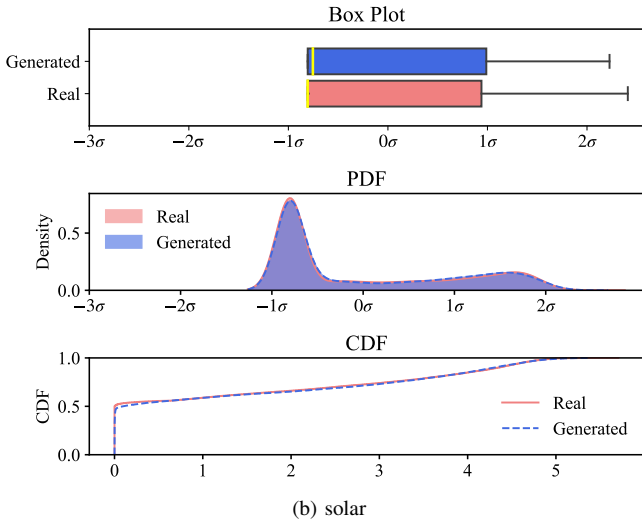 Box Plot
Generated
Real
−3σ −2σ −1σ 0σ 1σ 2σ
PDF
Density
0.5
0.0
Real
Generated
−3σ −2σ −1σ 0σ 1σ 2σ
CDF
CDF
1.0
0.5
0.0
Real
Generated
0 1 2 3 4 5
(b) solar